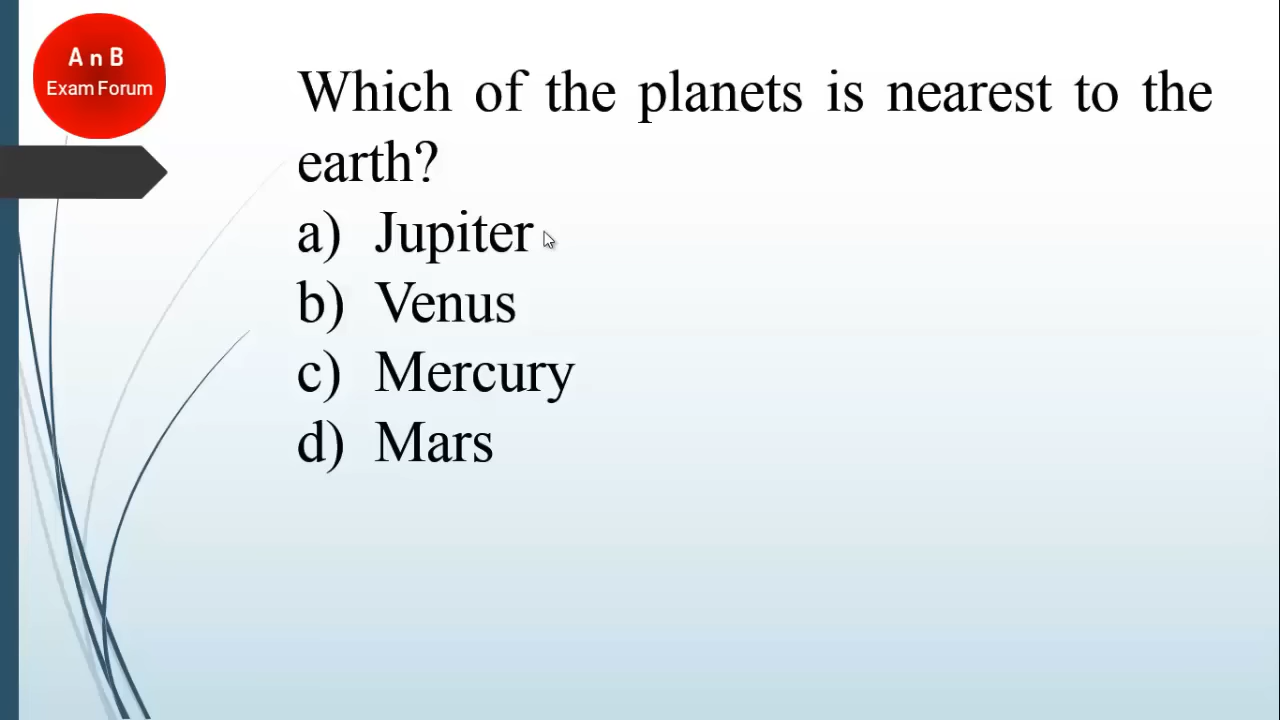 A n B
Exam Forum
Which of the planets is nearest to the
earth?
a) Jupiter
b) Venus
c) Mercury
d) Mars